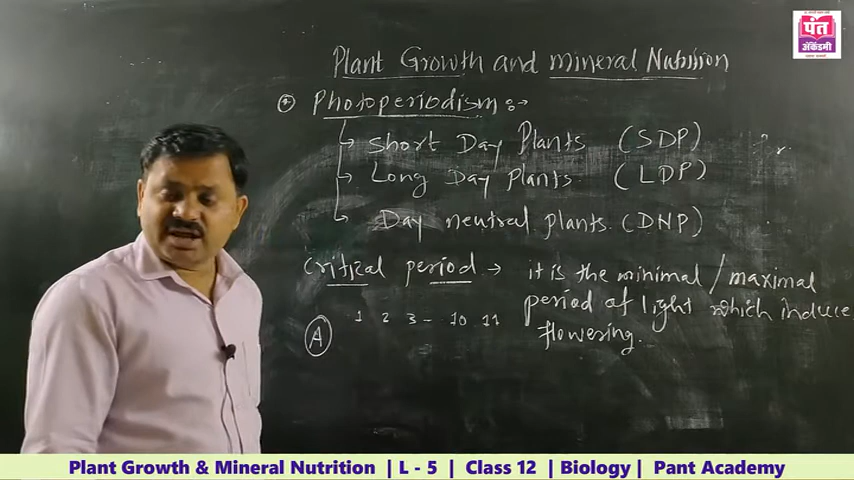 पंत
अॅकॅडमी
Plant Growth and mineral Nutrition
Photoperiodism :→
Short Day Plants (SDP)
Long Day plants (LDP)
Day neutral plants (DNP)
Critical period → it is the minimal / maximal
period of light which induce
flowering.
A 1 2 3 - 10 11
Plant Growth & Mineral Nutrition | L - 5 | Class 12 | Biology | Pant Academy